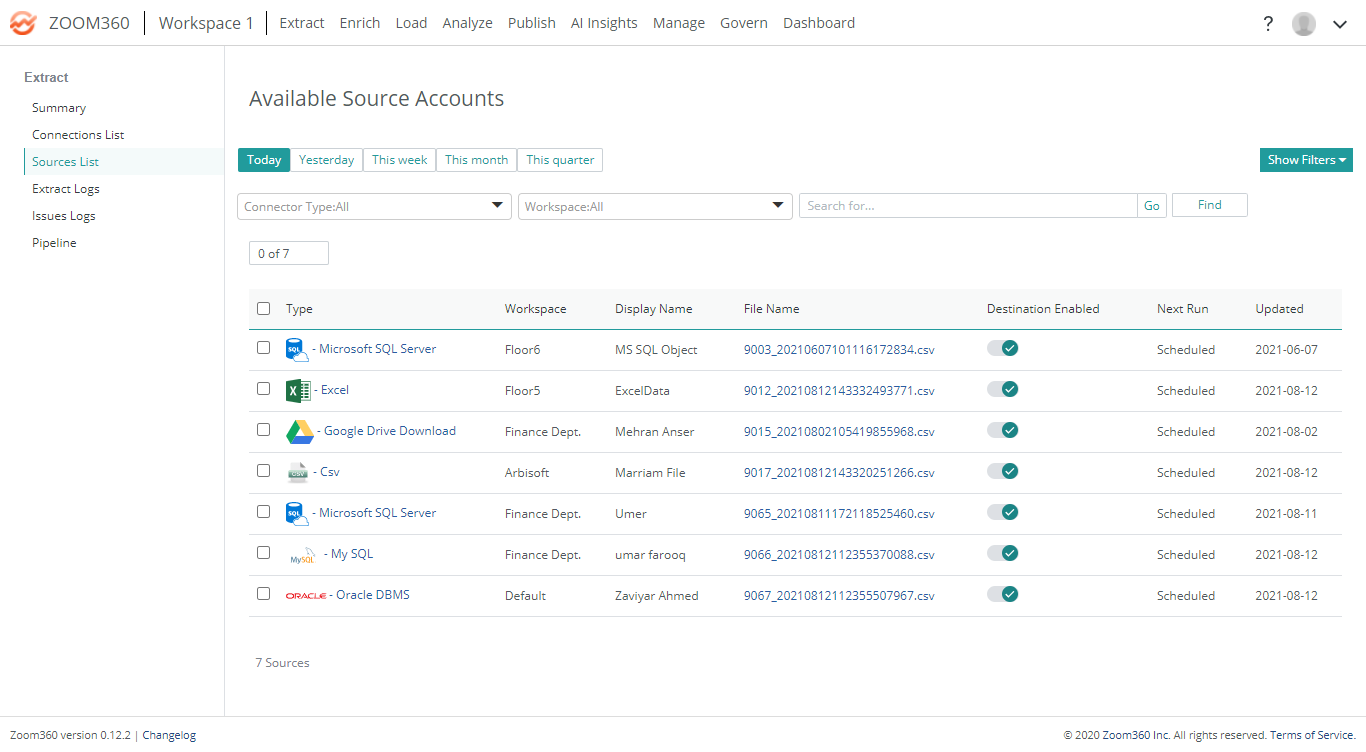 ZOOM360 Workspace 1 Extract Enrich Load Analyze Publish AI Insights Manage Govern Dashboard ?
Extract
Summary
Connections List
Sources List
Extract Logs
Issues Logs
Pipeline
Available Source Accounts
Today Yesterday This week This month This quarter Show Filters
Connector Type:All Workspace:All Search for... Go Find
0 of 7
Type Workspace Display Name File Name Destination Enabled Next Run Updated
SQL - Microsoft SQL Server Floor6 MS SQL Object 9003_20210607101116172834.csv Scheduled 2021-06-07
X - Excel Floor5 ExcelData 9012_20210812143332493771.csv Scheduled 2021-08-12
- Google Drive Download Finance Dept. Mehran Anser 9015_20210802105419855968.csv Scheduled 2021-08-02
CSV - Csv Arbisoft Marriam File 9017_20210812143320251266.csv Scheduled 2021-08-12
SQL - Microsoft SQL Server Finance Dept. Umer 9065_20210811172118525460.csv Scheduled 2021-08-11
MySQL - My SQL Finance Dept. umar farooq 9066_20210812112355370088.csv Scheduled 2021-08-12
ORACLE - Oracle DBMS Default Zaviyar Ahmed 9067_20210812112355507967.csv Scheduled 2021-08-12
7 Sources
Zoom360 version 0.12.2 | Changelog © 2020 Zoom360 Inc. All rights reserved. Terms of Service.